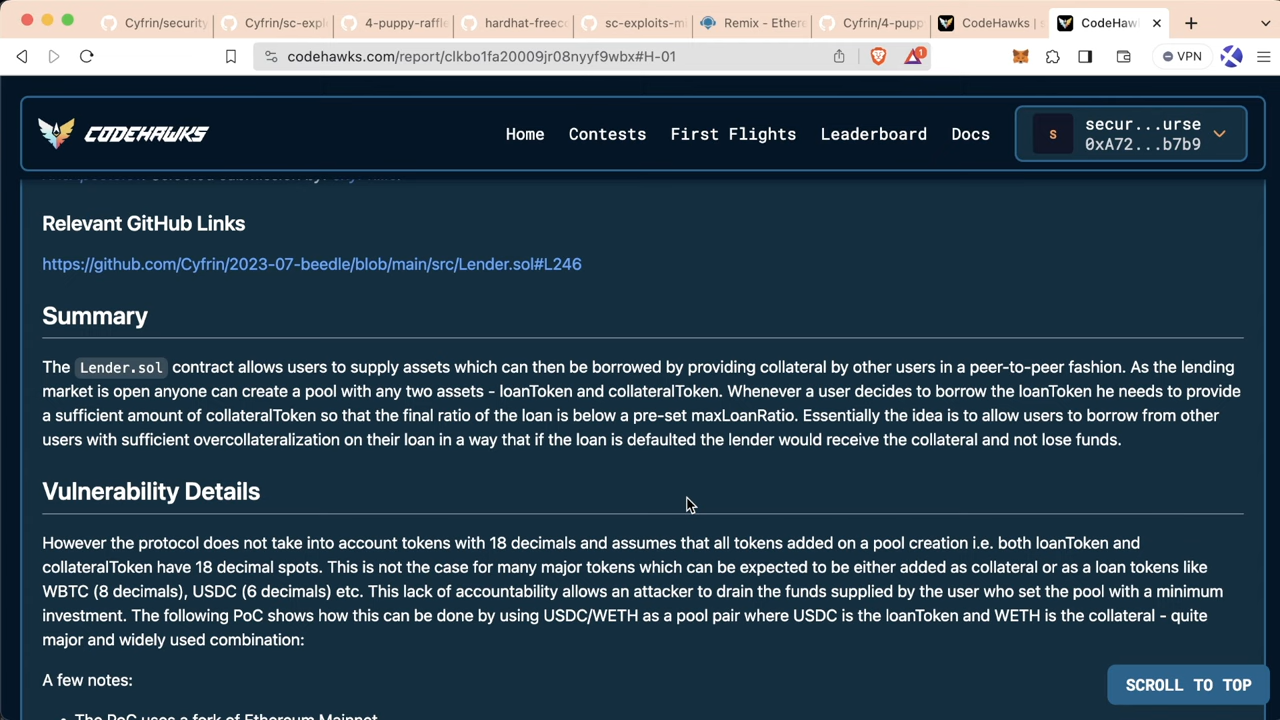 Cyfrin/security
Cyfrin/sc-expl
4-puppy-raffle
hardhat-freecc
sc-exploits-mi
Remix - Ether
Cyfrin/4-pupp
CodeHawks | s
CodeHaw
codehawks.com/report/clkbo1fa20009jr08nyyf9wbx#H-01
1
VPN
CODEHAWKS
Home
Contests
First Flights
Leaderboard
Docs
S
secur...urse
0xA72...b7b9
Relevant GitHub Links
https://github.com/Cyfrin/2023-07-beedle/blob/main/src/Lender.sol#L246
Summary
The Lender.sol contract allows users to supply assets which can then be borrowed by providing collateral by other users in a peer-to-peer fashion. As the lending
market is open anyone can create a pool with any two assets - loanToken and collateralToken. Whenever a user decides to borrow the loanToken he needs to provide
a sufficient amount of collateralToken so that the final ratio of the loan is below a pre-set maxLoanRatio. Essentially the idea is to allow users to borrow from other
users with sufficient overcollateralization on their loan in a way that if the loan is defaulted the lender would receive the collateral and not lose funds.
Vulnerability Details
However the protocol does not take into account tokens with 18 decimals and assumes that all tokens added on a pool creation i.e. both loanToken and
collateralToken have 18 decimal spots. This is not the case for many major tokens which can be expected to be either added as collateral or as a loan tokens like
WBTC (8 decimals), USDC (6 decimals) etc. This lack of accountability allows an attacker to drain the funds supplied by the user who set the pool with a minimum
investment. The following PoC shows how this can be done by using USDC/WETH as a pool pair where USDC is the loanToken and WETH is the collateral - quite
major and widely used combination:
A few notes:
The PoC uses a fork of Ethereum Mainnet
SCROLL TO TOP